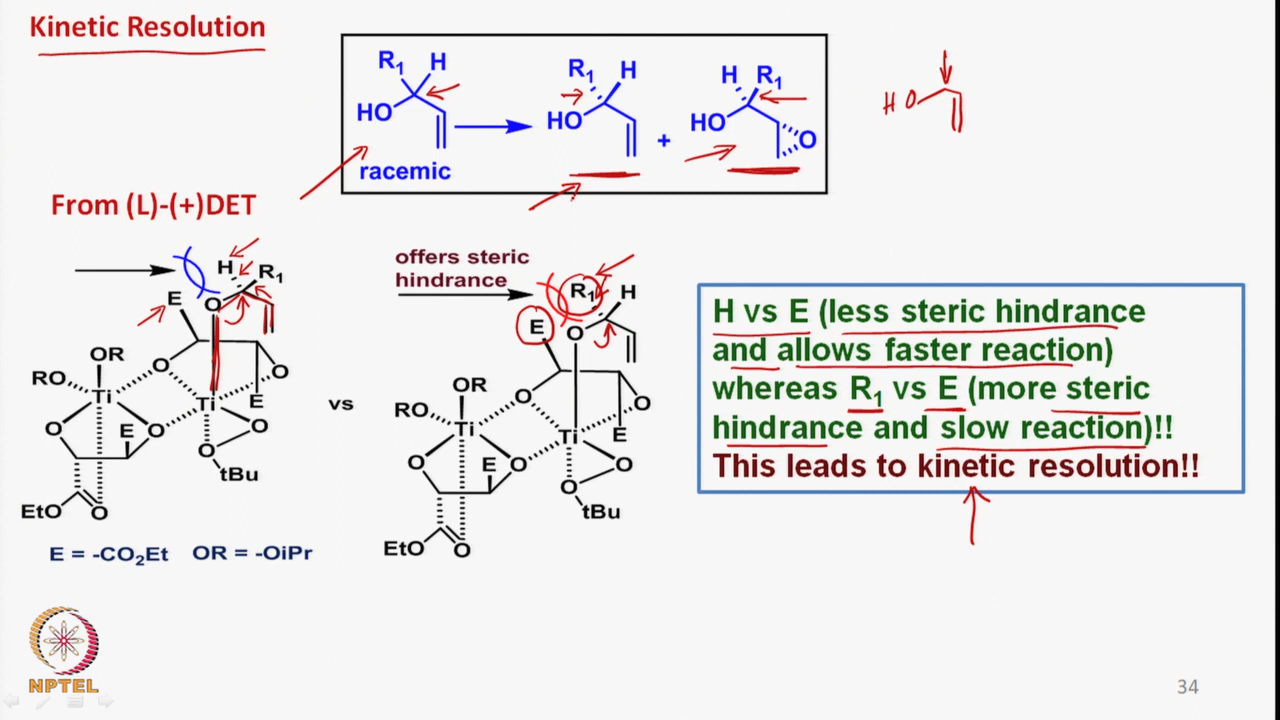 Kinetic Resolution
R1 H
HO
racemic
R1 H
HO
+
H R1
HO
O
H O
From (L)-(+)DET
H
R1
E
O
OR
RO
O
O
Ti
Ti
E
O
E
O
O
O
tBu
EtO
O
E = -CO2Et OR = -OiPr
vs
offers steric
hindrance
R1
H
E
O
OR
RO
O
O
Ti
Ti
E
O
E
O
O
O
tBu
EtO
O
H vs E (less steric hindrance
and allows faster reaction)
whereas R1 vs E (more steric
hindrance and slow reaction)!!
This leads to kinetic resolution!!
NPTEL
34